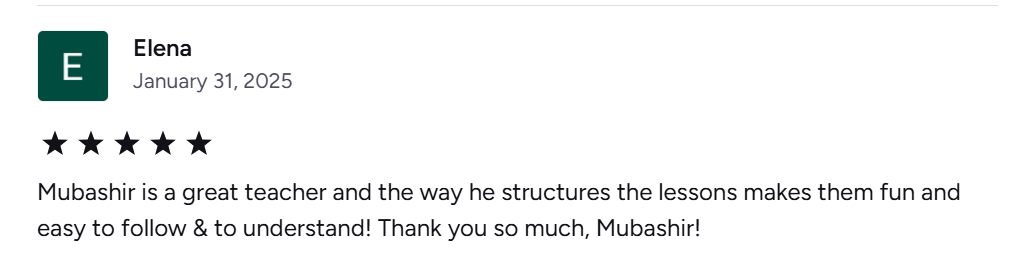 E
Elena
January 31, 2025
Mubashir is a great teacher and the way he structures the lessons makes them fun and
easy to follow & to understand! Thank you so much, Mubashir!